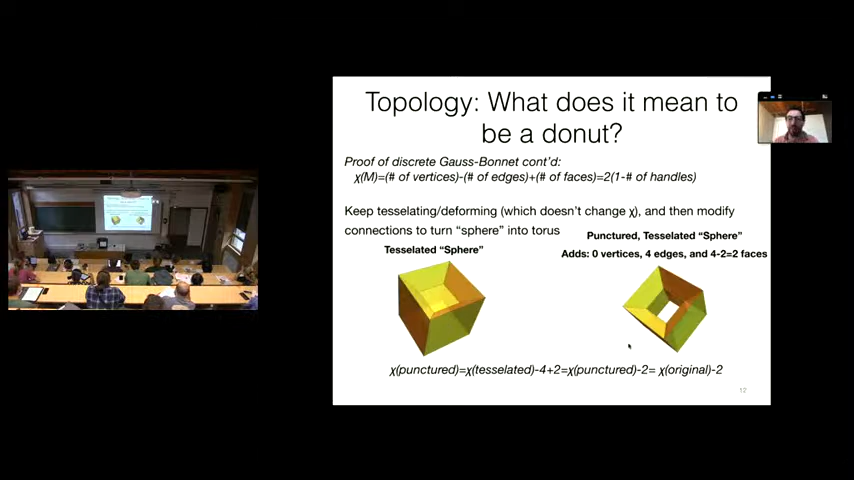 Topology: What does it mean to
be a donut?
Proof of discrete Gauss-Bonnet cont'd:
χ(M)=(# of vertices)-(# of edges)+(# of faces)=2(1-# of handles)
Keep tesselating/deforming (which doesn't change χ), and then modify
connections to turn “sphere” into torus
Tesselated “Sphere”
Punctured, Tesselated “Sphere”
Adds: 0 vertices, 4 edges, and 4-2=2 faces
χ(punctured)=χ(tesselated)-4+2=χ(punctured)-2= χ(original)-2
12